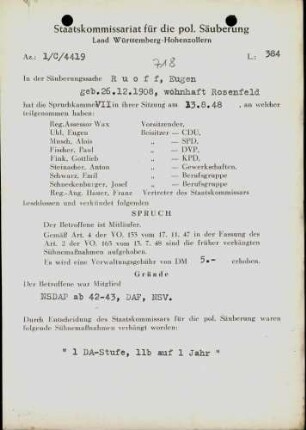 Staatskommissariat für die pol. Säuberung
Land Württemberg-Hohenzollern
Az.: 1/C/4419
L.: 384
718
In der Säuberungssache Ruoff, Eugen
geb.26.12.1908, wohnhaft Rosenfeld
hat die Spruchkammer VII in ihrer Sitzung am 13.8.48, an welcher
teilgenommen haben:
Reg.Assessor Wax Vorsitzender,
Uhl, Eugen Beisitzer — CDU,
Musch, Alois „ — SPD,
Fischer, Paul „ — DVP,
Fink, Gottlieb „ — KPD,
Steinacher, Anton „ — Gewerkschaften,
Schwarz, Emil „ — Berufsgruppe
Schneckenburger, Josef „ — Berufsgruppe
Reg.-Ang. Bauer, Franz Vertreter des Staatskommissars
beschlossen und verkündet folgenden
SPRUCH
Der Betroffene ist Mitläufer.
Gemäß Art. 4 der VO. 133 vom 17. 11. 47 in der Fassung des
Art. 2 der VO. 165 vom 13. 7. 48 sind die früher verhängten
Sühnemaßnahmen aufgehoben.
Es wird eine Verwaltungsgebühr von DM 5.- erhoben.
Gründe
Der Betroffene war Mitglied
NSDAP ab 42-43, DAF, NSV.
Durch Entscheidung des Staatskommissars für die pol. Säuberung waren
folgende Sühnemaßnahmen verhängt worden:
" 1 DA-Stufe, 11b auf 1 Jahr "